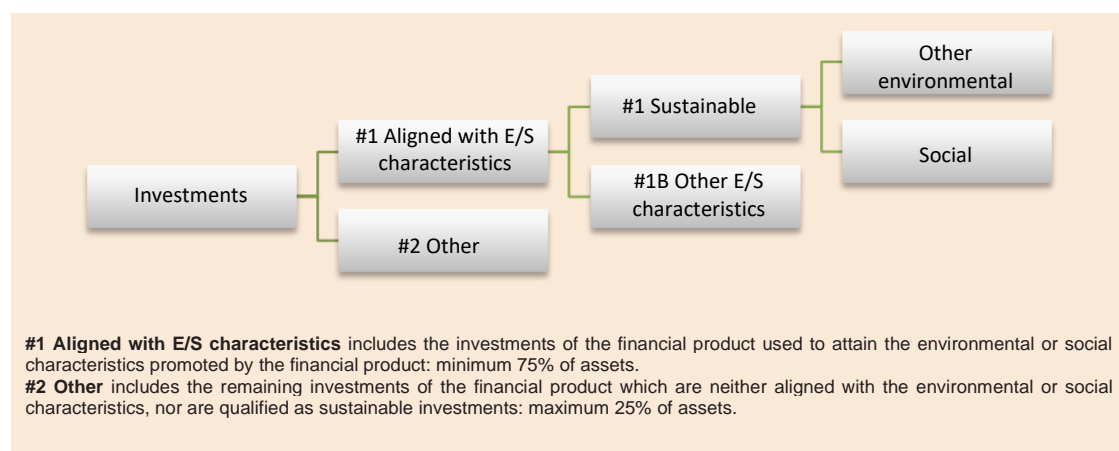 Other
environmental
#1 Sustainable
#1 Aligned with E/S
characteristics
Social
#1B Other E/S
characteristics
Investments
#2 Other
#1 Aligned with E/S characteristics includes the investments of the financial product used to attain the environmental or social
characteristics promoted by the financial product: minimum 75% of assets.
#2 Other includes the remaining investments of the financial product which are neither aligned with the environmental or social
characteristics, nor are qualified as sustainable investments: maximum 25% of assets.